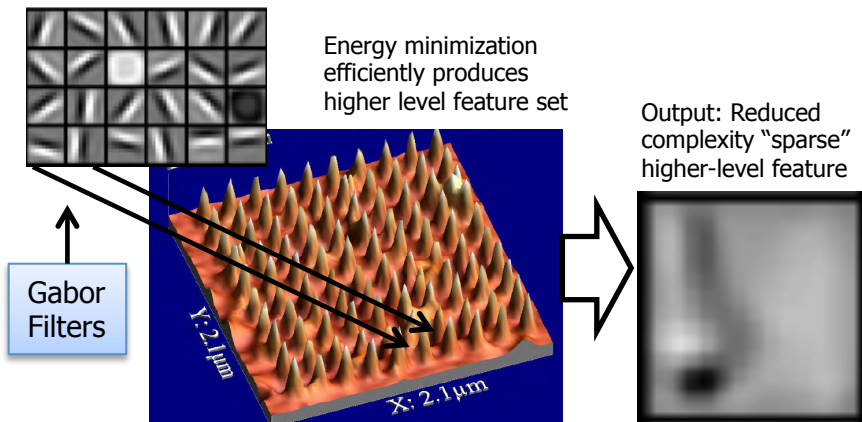 Energy minimization
efficiently produces
higher level feature set
Output: Reduced
complexity “sparse”
higher-level feature
Gabor
Filters
Y: 2.1µm
X: 2.1µm